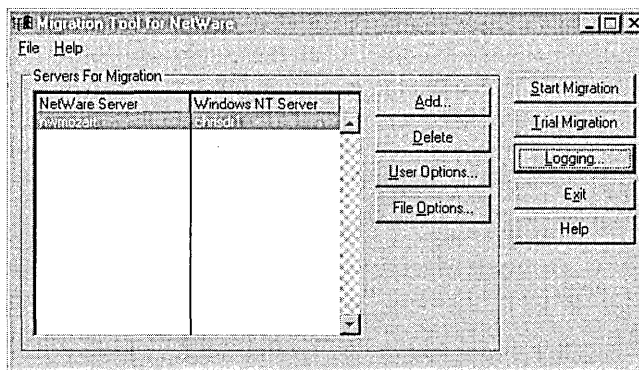 Migration Tool for NetWare
File Help
Servers For Migration
NetWare Server Windows NT Server
Add...
Delete
User Options...
File Options...
Start Migration
Trial Migration
Logging...
Exit
Help